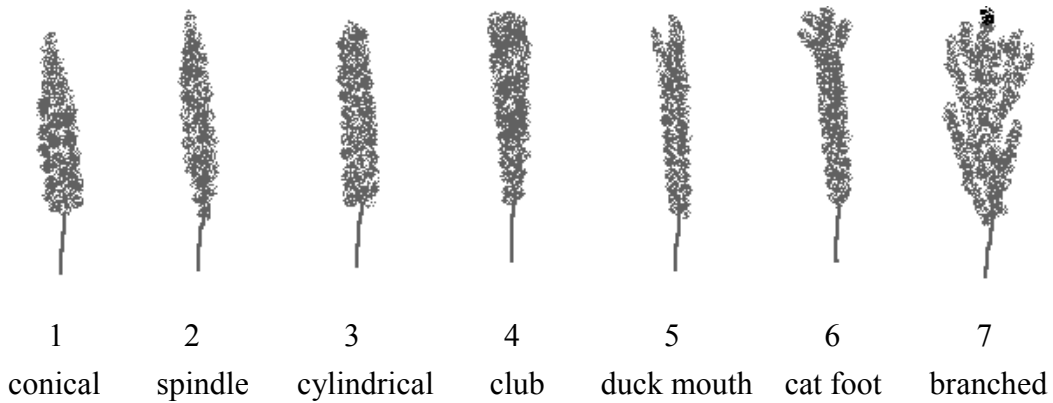 1 2 3 4 5 6 7
conical spindle cylindrical club duck mouth cat foot branched